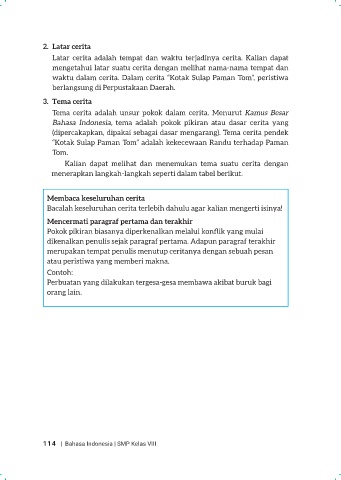 2. Latar cerita
Latar cerita adalah tempat dan waktu terjadinya cerita. Kalian dapat
mengetahui latar suatu cerita dengan melihat nama-nama tempat dan
waktu dalam cerita. Dalam cerita "Kotak Sulap Paman Tom", peristiwa
berlangsung di Perpustakaan Daerah.
3. Tema cerita
Tema cerita adalah unsur pokok dalam cerita. Menurut Kamus Besar
Bahasa Indonesia, tema adalah pokok pikiran atau dasar cerita yang
(dipercakapkan, dipakai sebagai dasar mengarang). Tema cerita pendek
"Kotak Sulap Paman Tom" adalah kekecewaan Randu terhadap Paman
Tom.
Kalian dapat melihat dan menemukan tema suatu cerita dengan
menerapkan langkah-langkah seperti dalam tabel berikut.
Membaca keseluruhan cerita
Bacalah keseluruhan cerita terlebih dahulu agar kalian mengerti isinya!
Mencermati paragraf pertama dan terakhir
Pokok pikiran biasanya diperkenalkan melalui konflik yang mulai
dikenalkan penulis sejak paragraf pertama. Adapun paragraf terakhir
merupakan tempat penulis menutup ceritanya dengan sebuah pesan
atau peristiwa yang memberi makna.
Contoh:
Perbuatan yang dilakukan tergesa-gesa membawa akibat buruk bagi
orang lain.
114 | Bahasa Indonesia | SMP Kelas VIII